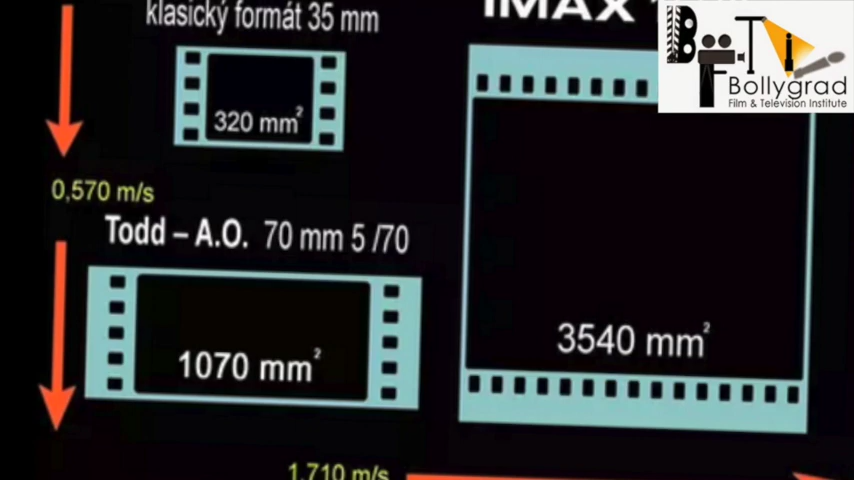 klasický formát 35 mm
320 mm²
0,570 m/s
Todd – A.O. 70 mm 5/70
1070 mm²
1,710 m/s
IMAX
3540 mm²
BFTi
Bollygrad
Film & Television Institute